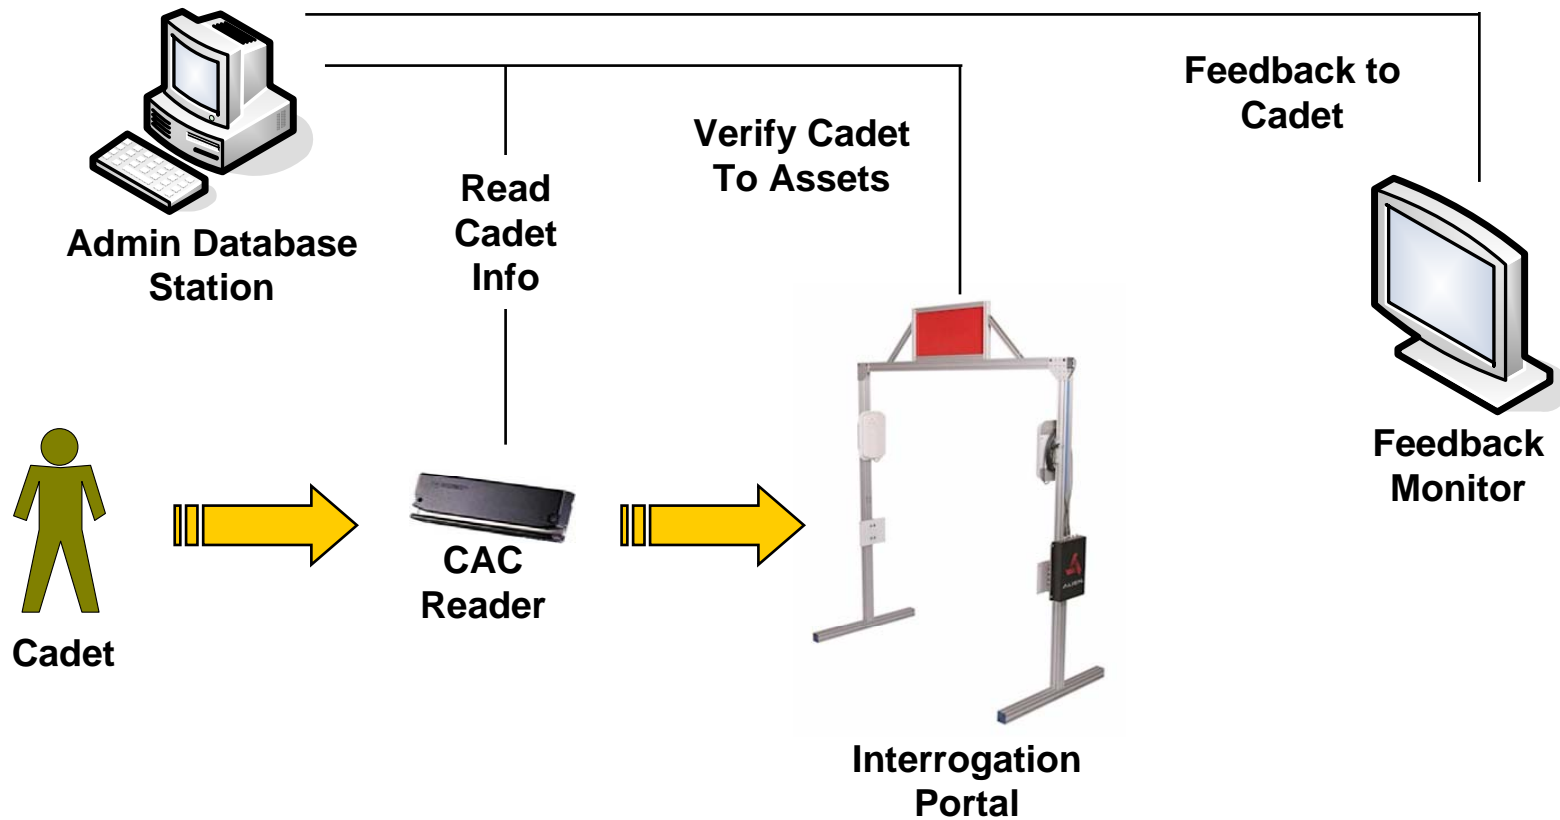 Feedback to
Cadet
Verify Cadet
To Assets
Read
Cadet
Info
Admin Database
Station
Feedback
Monitor
CAC
Reader
ALIEN
Cadet
Interrogation
Portal